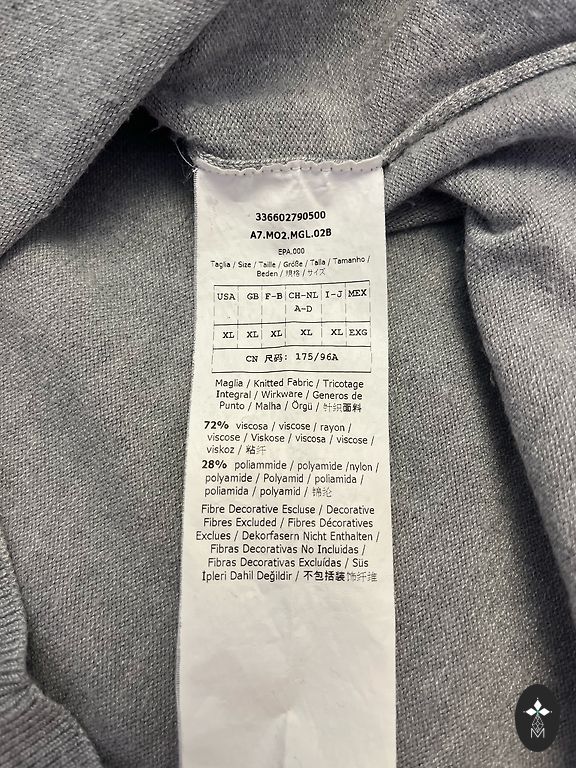 336602790500
A7.MO2.MGL.02B
EPA.000
Taglia / Size / Taille / Größe / Talla / Tamanho /
Beden / 規格 / サイズ
USA GB F-B CH-NL I-J MEX
A-D
XL XL XL XL XL EXG
CN 尺码: 175/96A
Maglia / Knitted Fabric / Tricotage
Integral / Wirkware / Generos de
Punto / Malha / Örgü / 针织面料
72% viscosa / viscose / rayon /
viscose / Viskose / viscosa / viscose /
viskoz / 粘纤
28% poliammide / polyamide /nylon /
polyamide / Polyamid / poliamida /
poliamida / polyamid / 锦纶
Fibre Decorative Escluse / Decorative
Fibres Excluded / Fibres Décoratives
Exclues / Dekorfasern Nicht Enthalten /
Fibras Decorativas No Incluidas /
Fibras Decorativas Excluídas / Süs
İpleri Dahil Değildir / 不包括装饰纤维
M